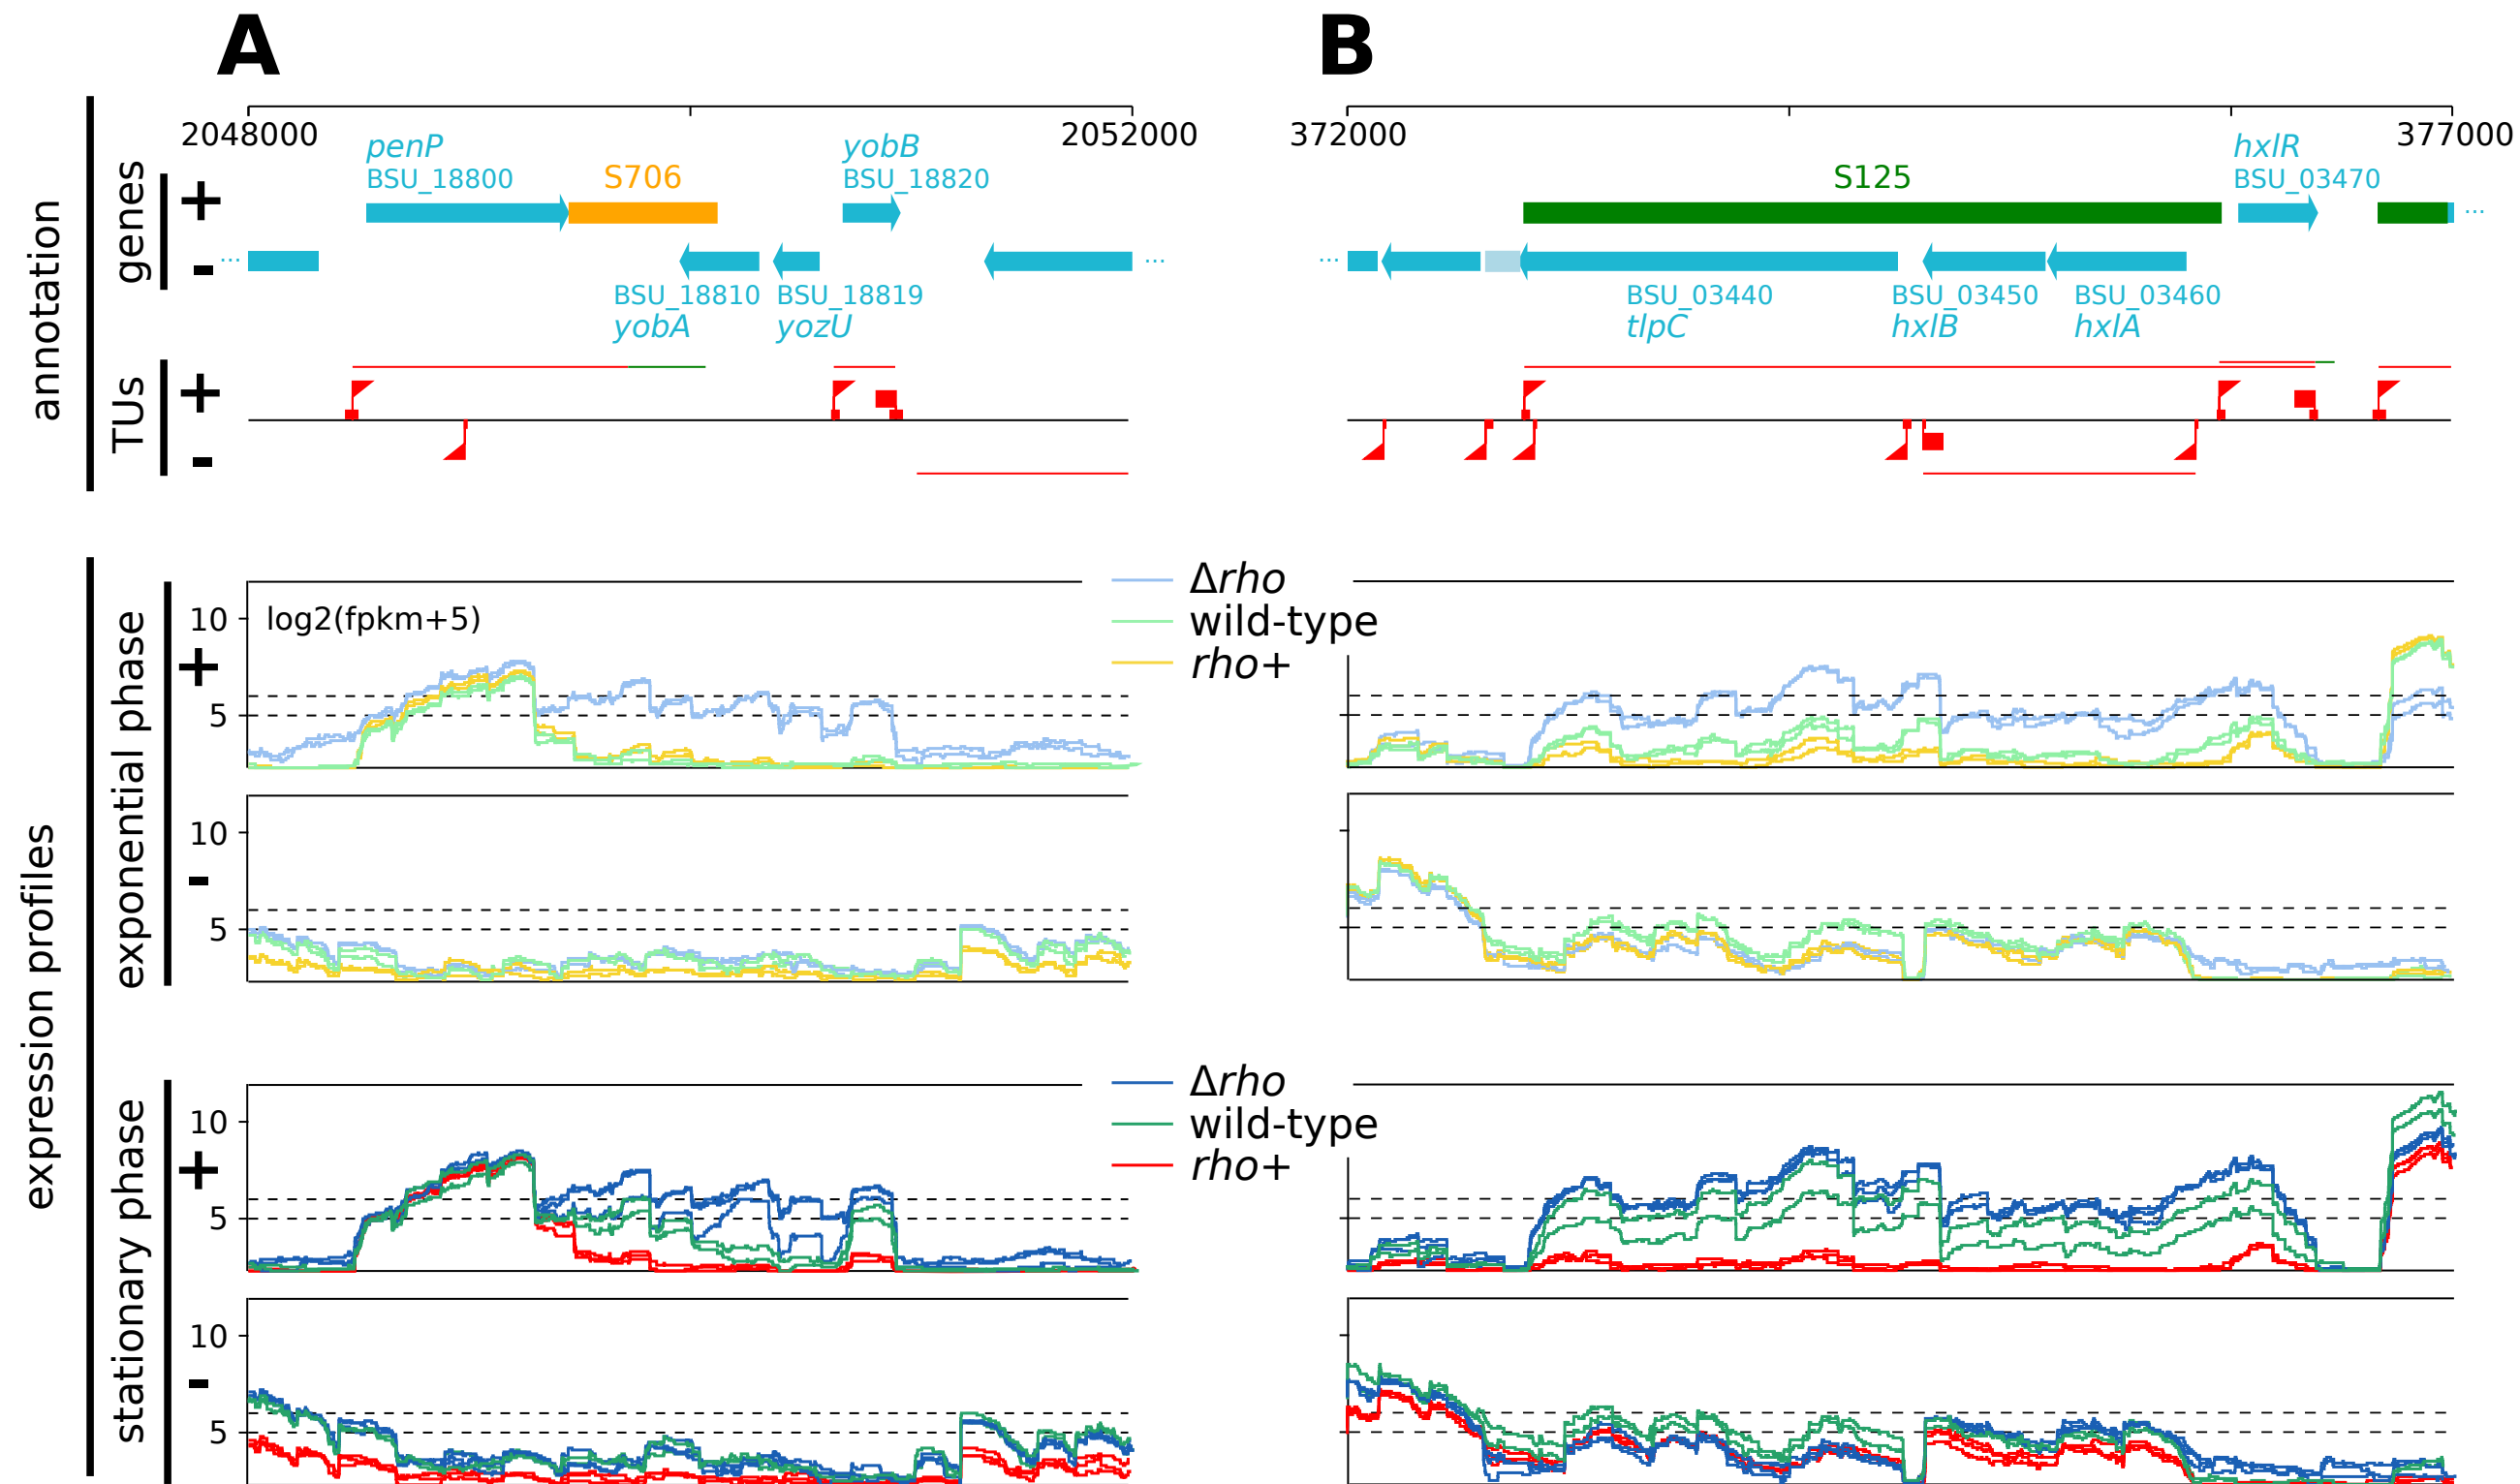 A
B
2048000
2052000
372000
377000
penP
BSU_18800
S706
yobB
BSU_18820
S125
hxlR
BSU_03470
+
...
-
...
...
...
...
BSU_18810
yobA
BSU_18819
yozU
BSU_03440
tlpC
BSU_03450
hxlB
BSU_03460
hxlA
annotation
genes
TUs
+
-
expression profiles
exponential phase
+
10
5
log2(fpkm+5)
Δrho
wild-type
rho+
-
10
5
stationary phase
+
10
5
Δrho
wild-type
rho+
-
10
5